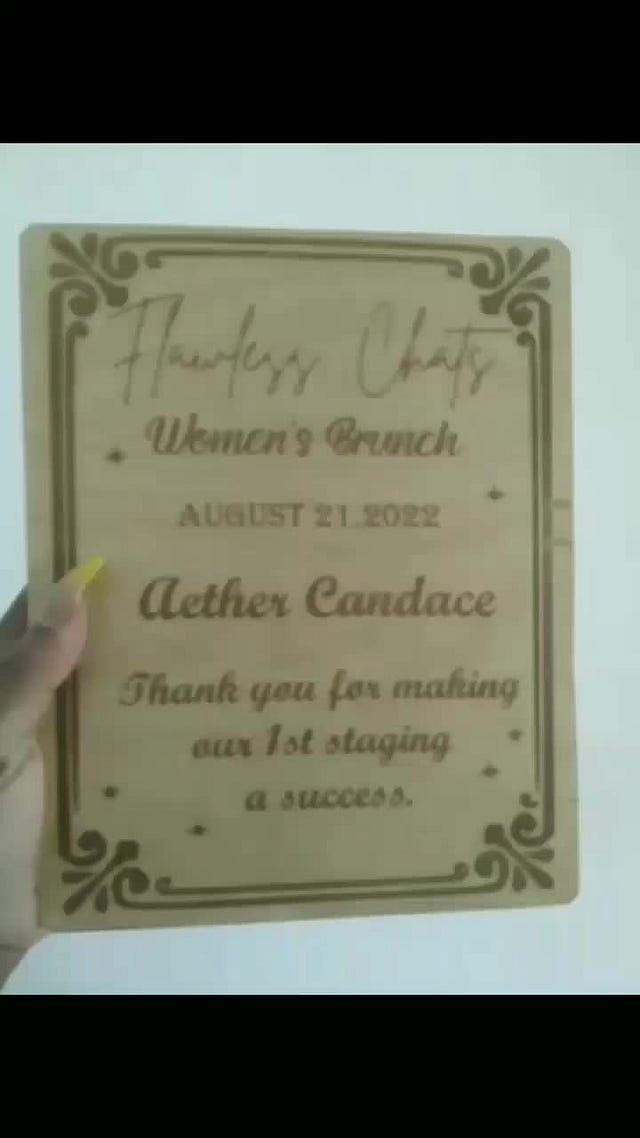 Flawless Chats
Women's Brunch
AUGUST 21.2022
Aether Candace
Thank you for making
our 1st staging
a success.